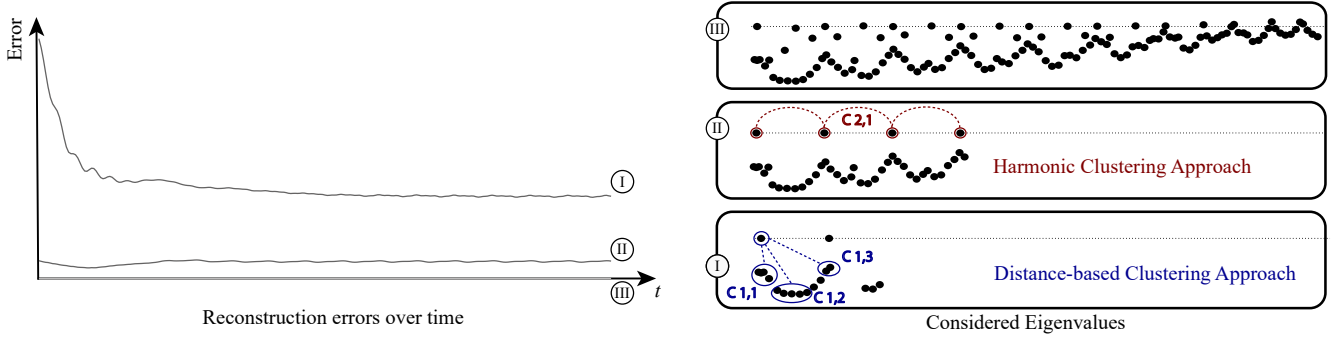 Error
I
II
III
t
Reconstruction errors over time
III
II
C 2,1
Harmonic Clustering Approach
I
C 1,3
C 1,1
C 1,2
Distance-based Clustering Approach
Considered Eigenvalues